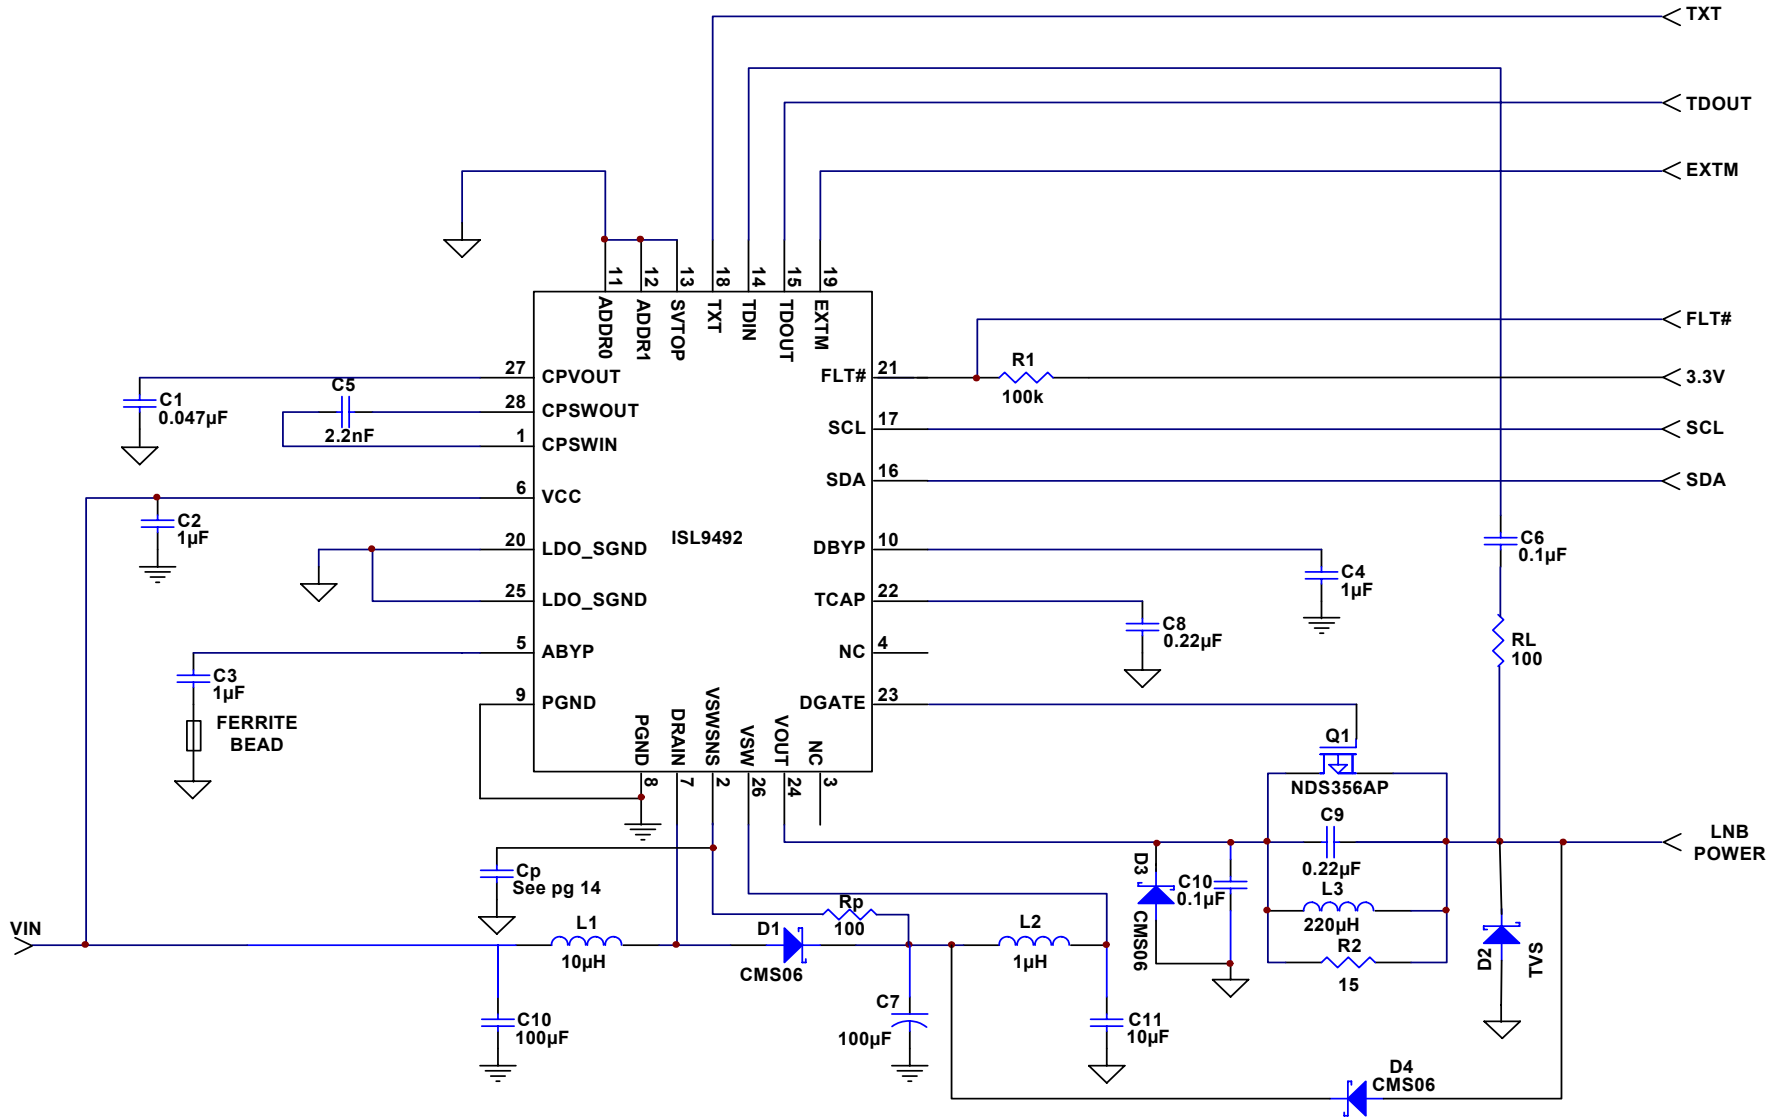 TXT
TDOUT
EXTM
11
12
13
18
14
15
19
ADDR0
ADDR1
SVTOP
TXT
TDIN
TDOUT
EXTM
FLT#
27
CPVOUT
FLT#
21
R1
100k
3.3V
C1
0.047µF
C5
2.2nF
28
CPSWOUT
1
CPSWIN
SCL
17
SCL
6
VCC
SDA
16
SDA
C2
1µF
ISL9492
20
LDO_SGND
DBYP
10
C4
1µF
C6
0.1µF
25
LDO_SGND
TCAP
22
C8
0.22µF
RL
100
5
ABYP
NC
4
C3
1µF
9
PGND
DGATE
23
FERRITE
BEAD
PGND
DRAIN
VSWSNS
VSW
VOUT
NC
8
7
2
26
24
3
Q1
NDS356AP
C9
0.22µF
LNB
POWER
Cp
See pg 14
D3
CMS06
C10
0.1µF
L3
220µH
R2
15
D2
TVS
VIN
L1
10µH
Rp
100
D1
CMS06
L2
1µH
C10
100µF
C7
100µF
C11
10µF
D4
CMS06